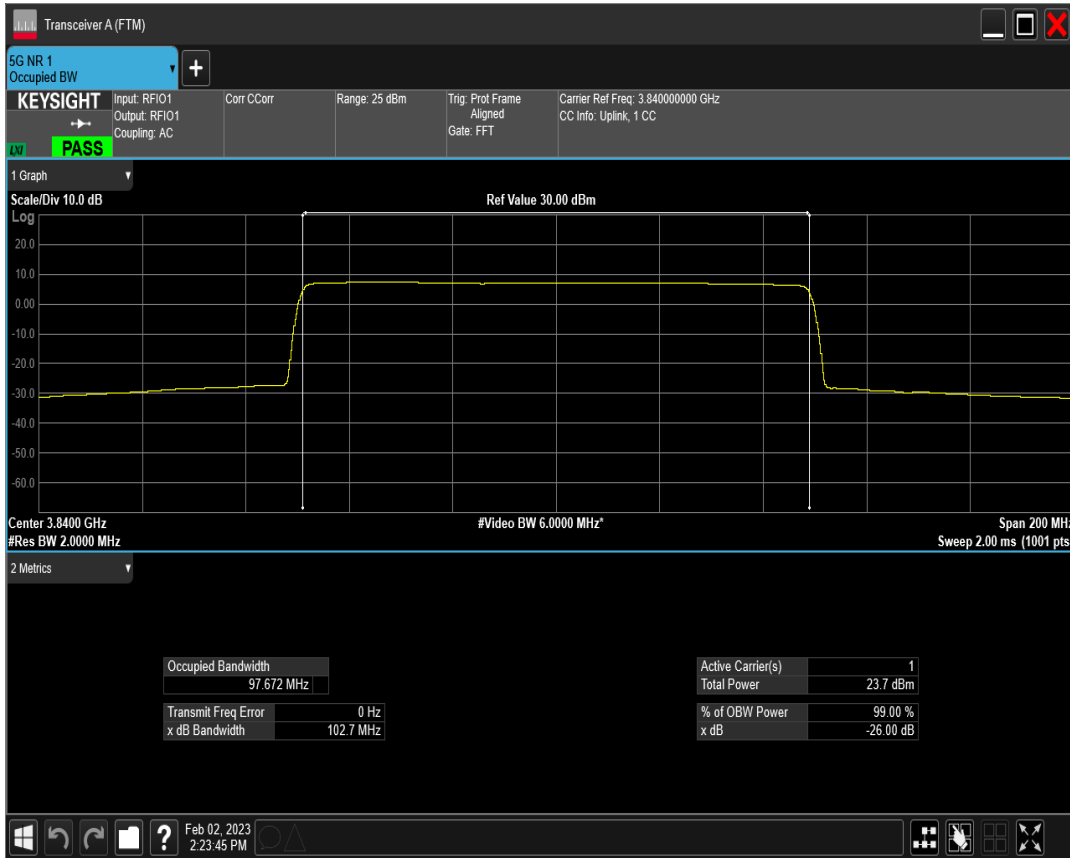 Transceiver A (FTM)
5G NR 1
Occupied BW
+
KEYSIGHT
LXI
PASS
Input: RFIO1
Output: RFIO1
Coupling: AC
Corr CCorr
Range: 25 dBm
Trig: Prot Frame
Aligned
Gate: FFT
Carrier Ref Freq: 3.840000000 GHz
CC Info: Uplink, 1 CC
1 Graph
Scale/Div 10.0 dB
Ref Value 30.00 dBm
Log
20.0
10.0
0.00
-10.0
-20.0
-30.0
-40.0
-50.0
-60.0
Center 3.8400 GHz
#Video BW 6.0000 MHz*
Span 200 MHz
#Res BW 2.0000 MHz
Sweep 2.00 ms (1001 pts
2 Metrics
Occupied Bandwidth
97.672 MHz
Transmit Freq Error 0 Hz
x dB Bandwidth 102.7 MHz
Active Carrier(s) 1
Total Power 23.7 dBm
% of OBW Power 99.00 %
x dB -26.00 dB
?
Feb 02, 2023
2:23:45 PM